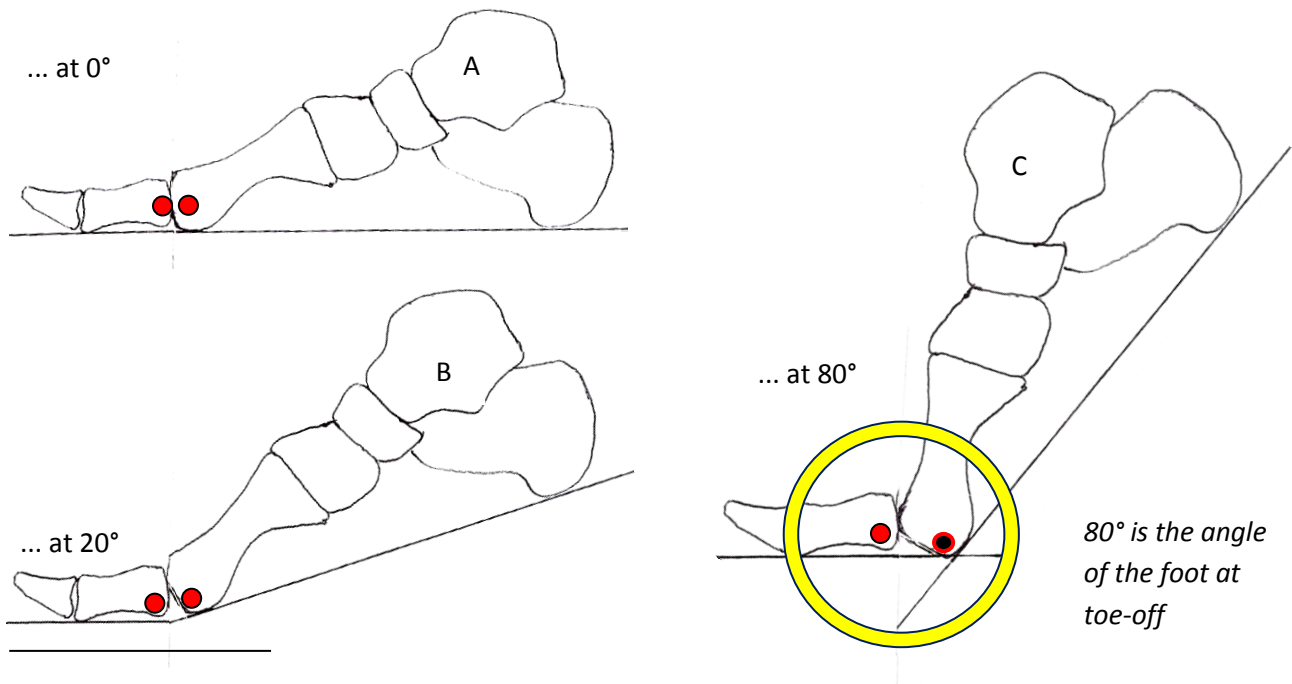 ... at 0°
A
B
... at 20°
C
... at 80°
80° is the angle
of the foot at
toe-off